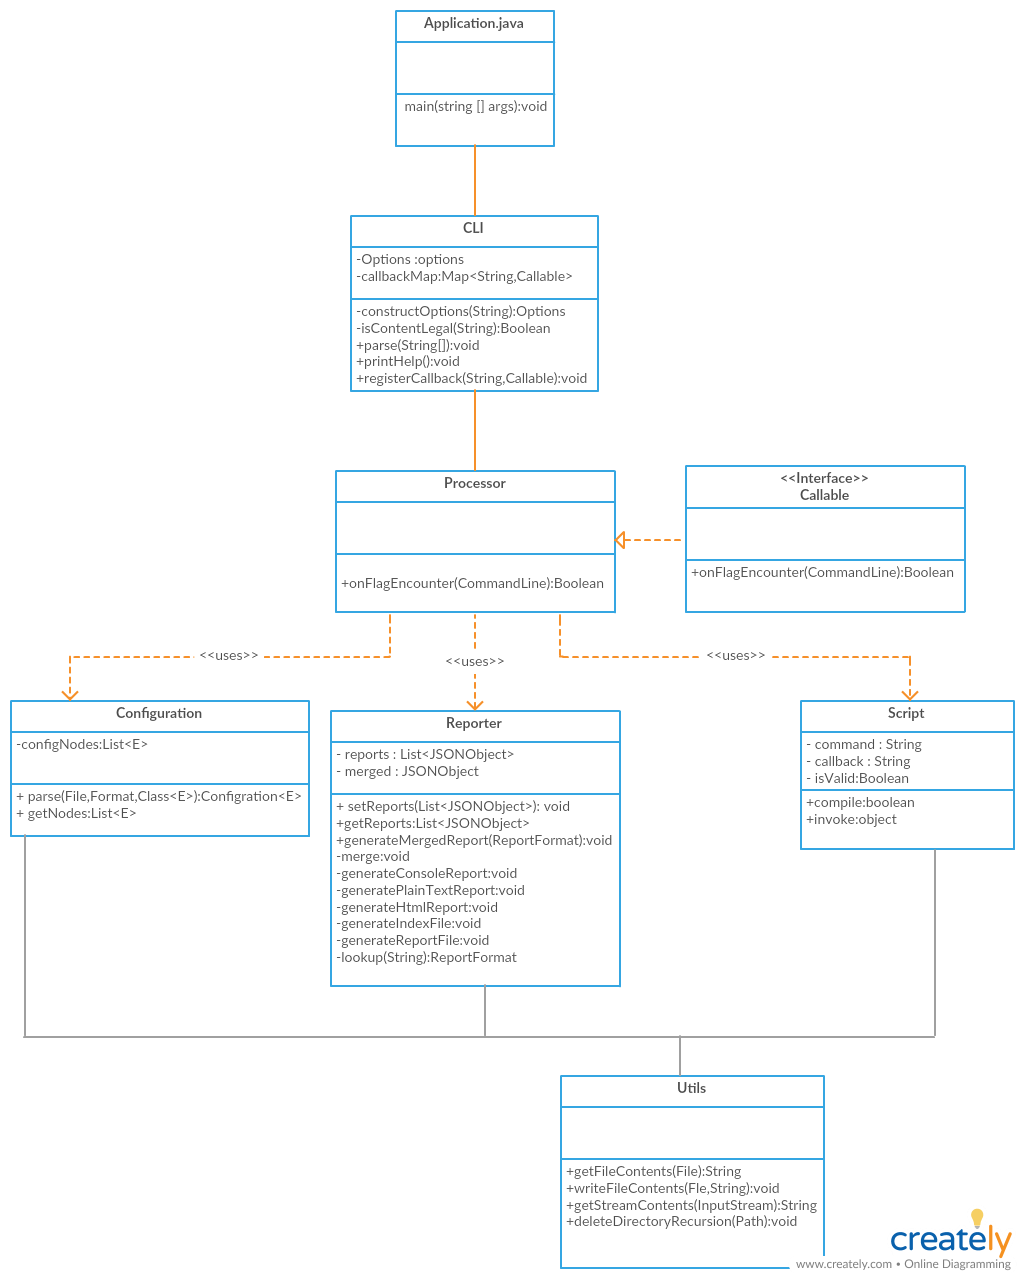 Application.java
main(string [] args):void
CLI
-Options :options
-callbackMap:Map<String,Callable>
-constructOptions(String):Options
-isContentLegal(String):Boolean
+parse(String[]):void
+printHelp():void
+registerCallback(String,Callable):void
Processor
+onFlagEncounter(CommandLine):Boolean
<<Interface>>
Callable
+onFlagEncounter(CommandLine):Boolean
<<uses>>
<<uses>>
<<uses>>
Configuration
-configNodes:List<E>
+ parse(File,Format,Class<E>):Configration<E>
+ getNodes:List<E>
Reporter
- reports : List<JSONObject>
- merged : JSONObject
+ setReports(List<JSONObject>): void
+getReports:List<JSONObject>
+generateMergedReport(ReportFormat):void
-merge:void
-generateConsoleReport:void
-generatePlainTextReport:void
-generateHtmlReport:void
-generateIndexFile:void
-generateReportFile:void
-lookup(String):ReportFormat
Script
- command : String
- callback : String
- isValid:Boolean
+compile:boolean
+invoke:object
Utils
+getFileContents(File):String
+writeFileContents(Fle,String):void
+getStreamContents(InputStream):String
+deleteDirectoryRecursion(Path):void
creately
www.creately.com • Online Diagramming